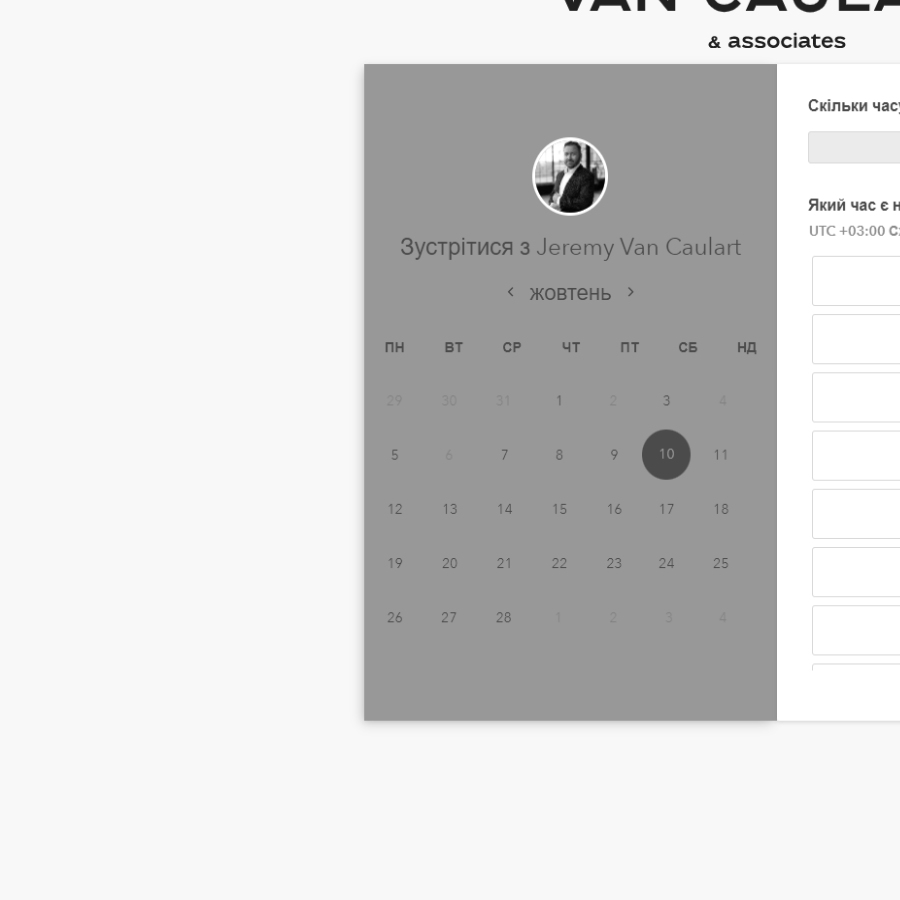 & associates
Зустрітися з Jeremy Van Caulart
жовтень
ПН ВТ СР ЧТ ПТ СБ НД
29 30 31 1 2 3 4
5 6 7 8 9 10 11
12 13 14 15 16 17 18
19 20 21 22 23 24 25
26 27 28 1 2 3 4
Скільки часу
Який час є
UTC +03:00